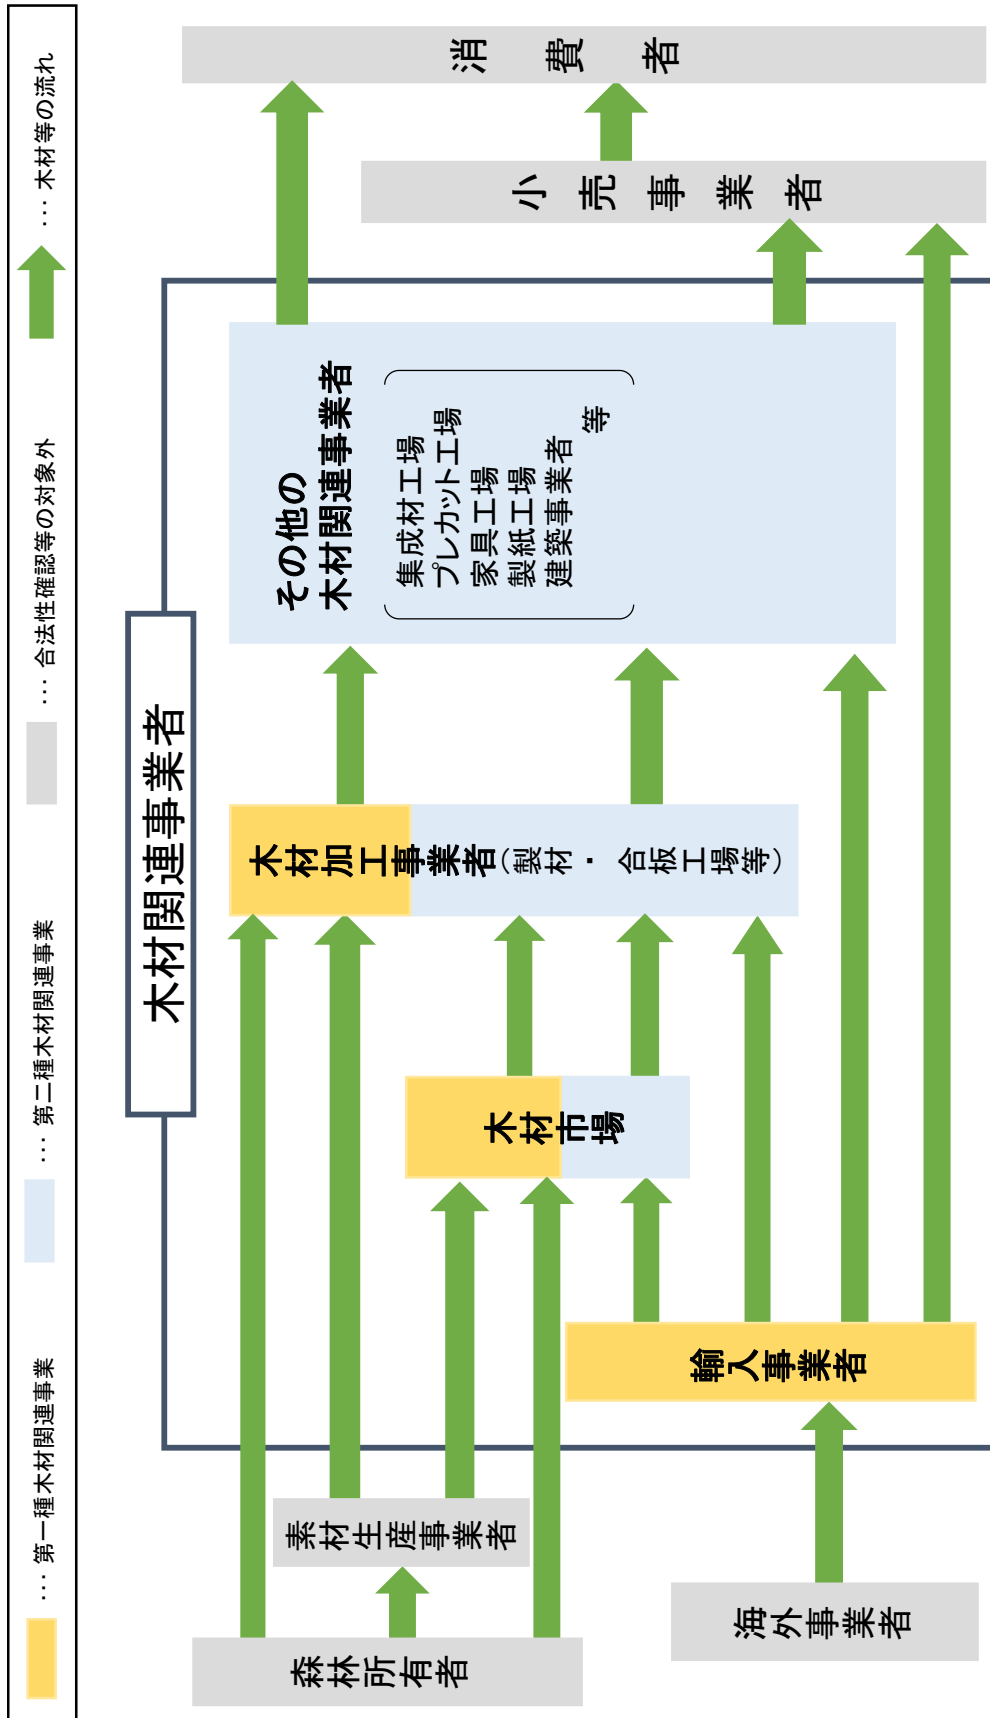 … 第一種木材関連事業
… 第二種木材関連事業
… 合法性確認等の対象外
… 木材等の流れ
木材関連事業者
森林所有者
素材生産事業者
海外事業者
輸入事業者
木材市場
木材加工事業者(製材・合板工場等)
その他の
木材関連事業者
集成材工場
プレカット工場
家具工場
製紙工場
建築事業者
等
小売事業者
消費者